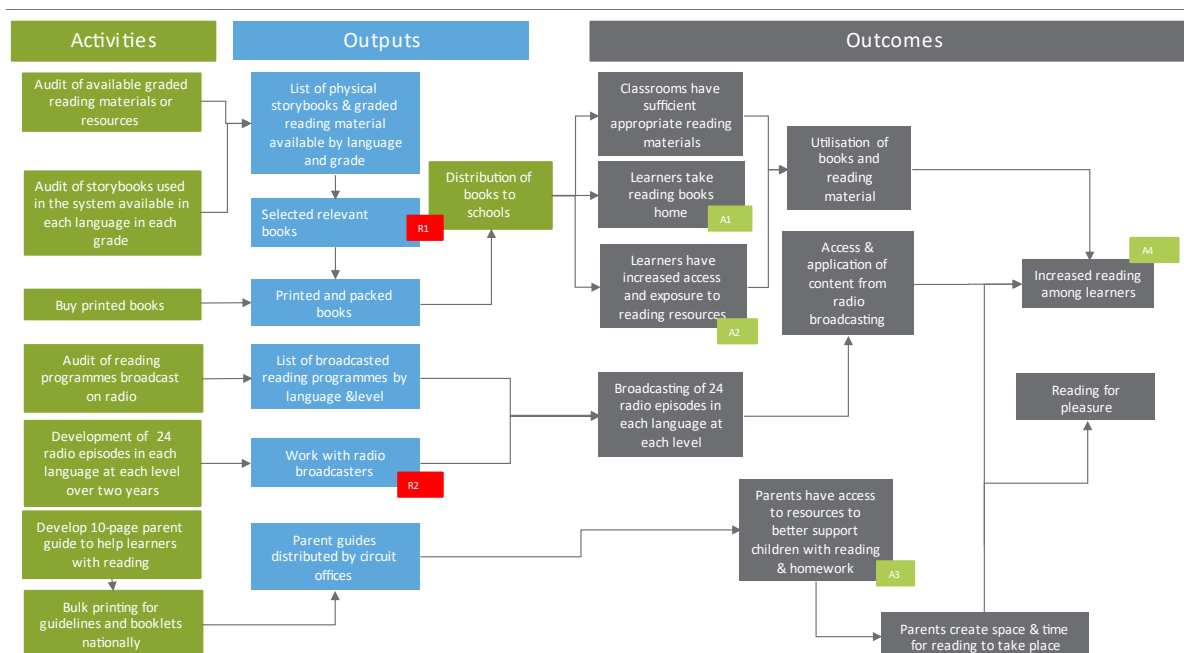 Activities
Outputs
Outcomes
Audit of available graded
reading materials or
resources
Audit of storybooks used
in the system available in
each language in each
grade
Buy printed books
Audit of reading
programmes broadcast
on radio
Development of 24
radio episodes in each
language at each level
over two years
Develop 10-page parent
guide to help learners
with reading
Bulk printing for
guidelines and booklets
nationally
List of physical
storybooks & graded
reading material
available by language
and grade
Selected relevant
books
R1
Printed and packed
books
List of broadcasted
reading programmes by
language &level
Work with radio
broadcasters
R2
Parent guides
distributed by circuit
offices
Distribution of
books to
schools
Classrooms have
sufficient
appropriate reading
materials
Learners take
reading books
home
A1
Learners have
increased access
and exposure to
reading resources
A2
Broadcasting of 24
radio episodes in
each language at
each level
Utilisation of
books and
reading
material
Access &
application of
content from
radio
broadcasting
Parents have access
to resources to
better support
children with reading
& homework
A3
Parents create space & time
for reading to take place
A4
Increased reading
among learners
Reading for
pleasure